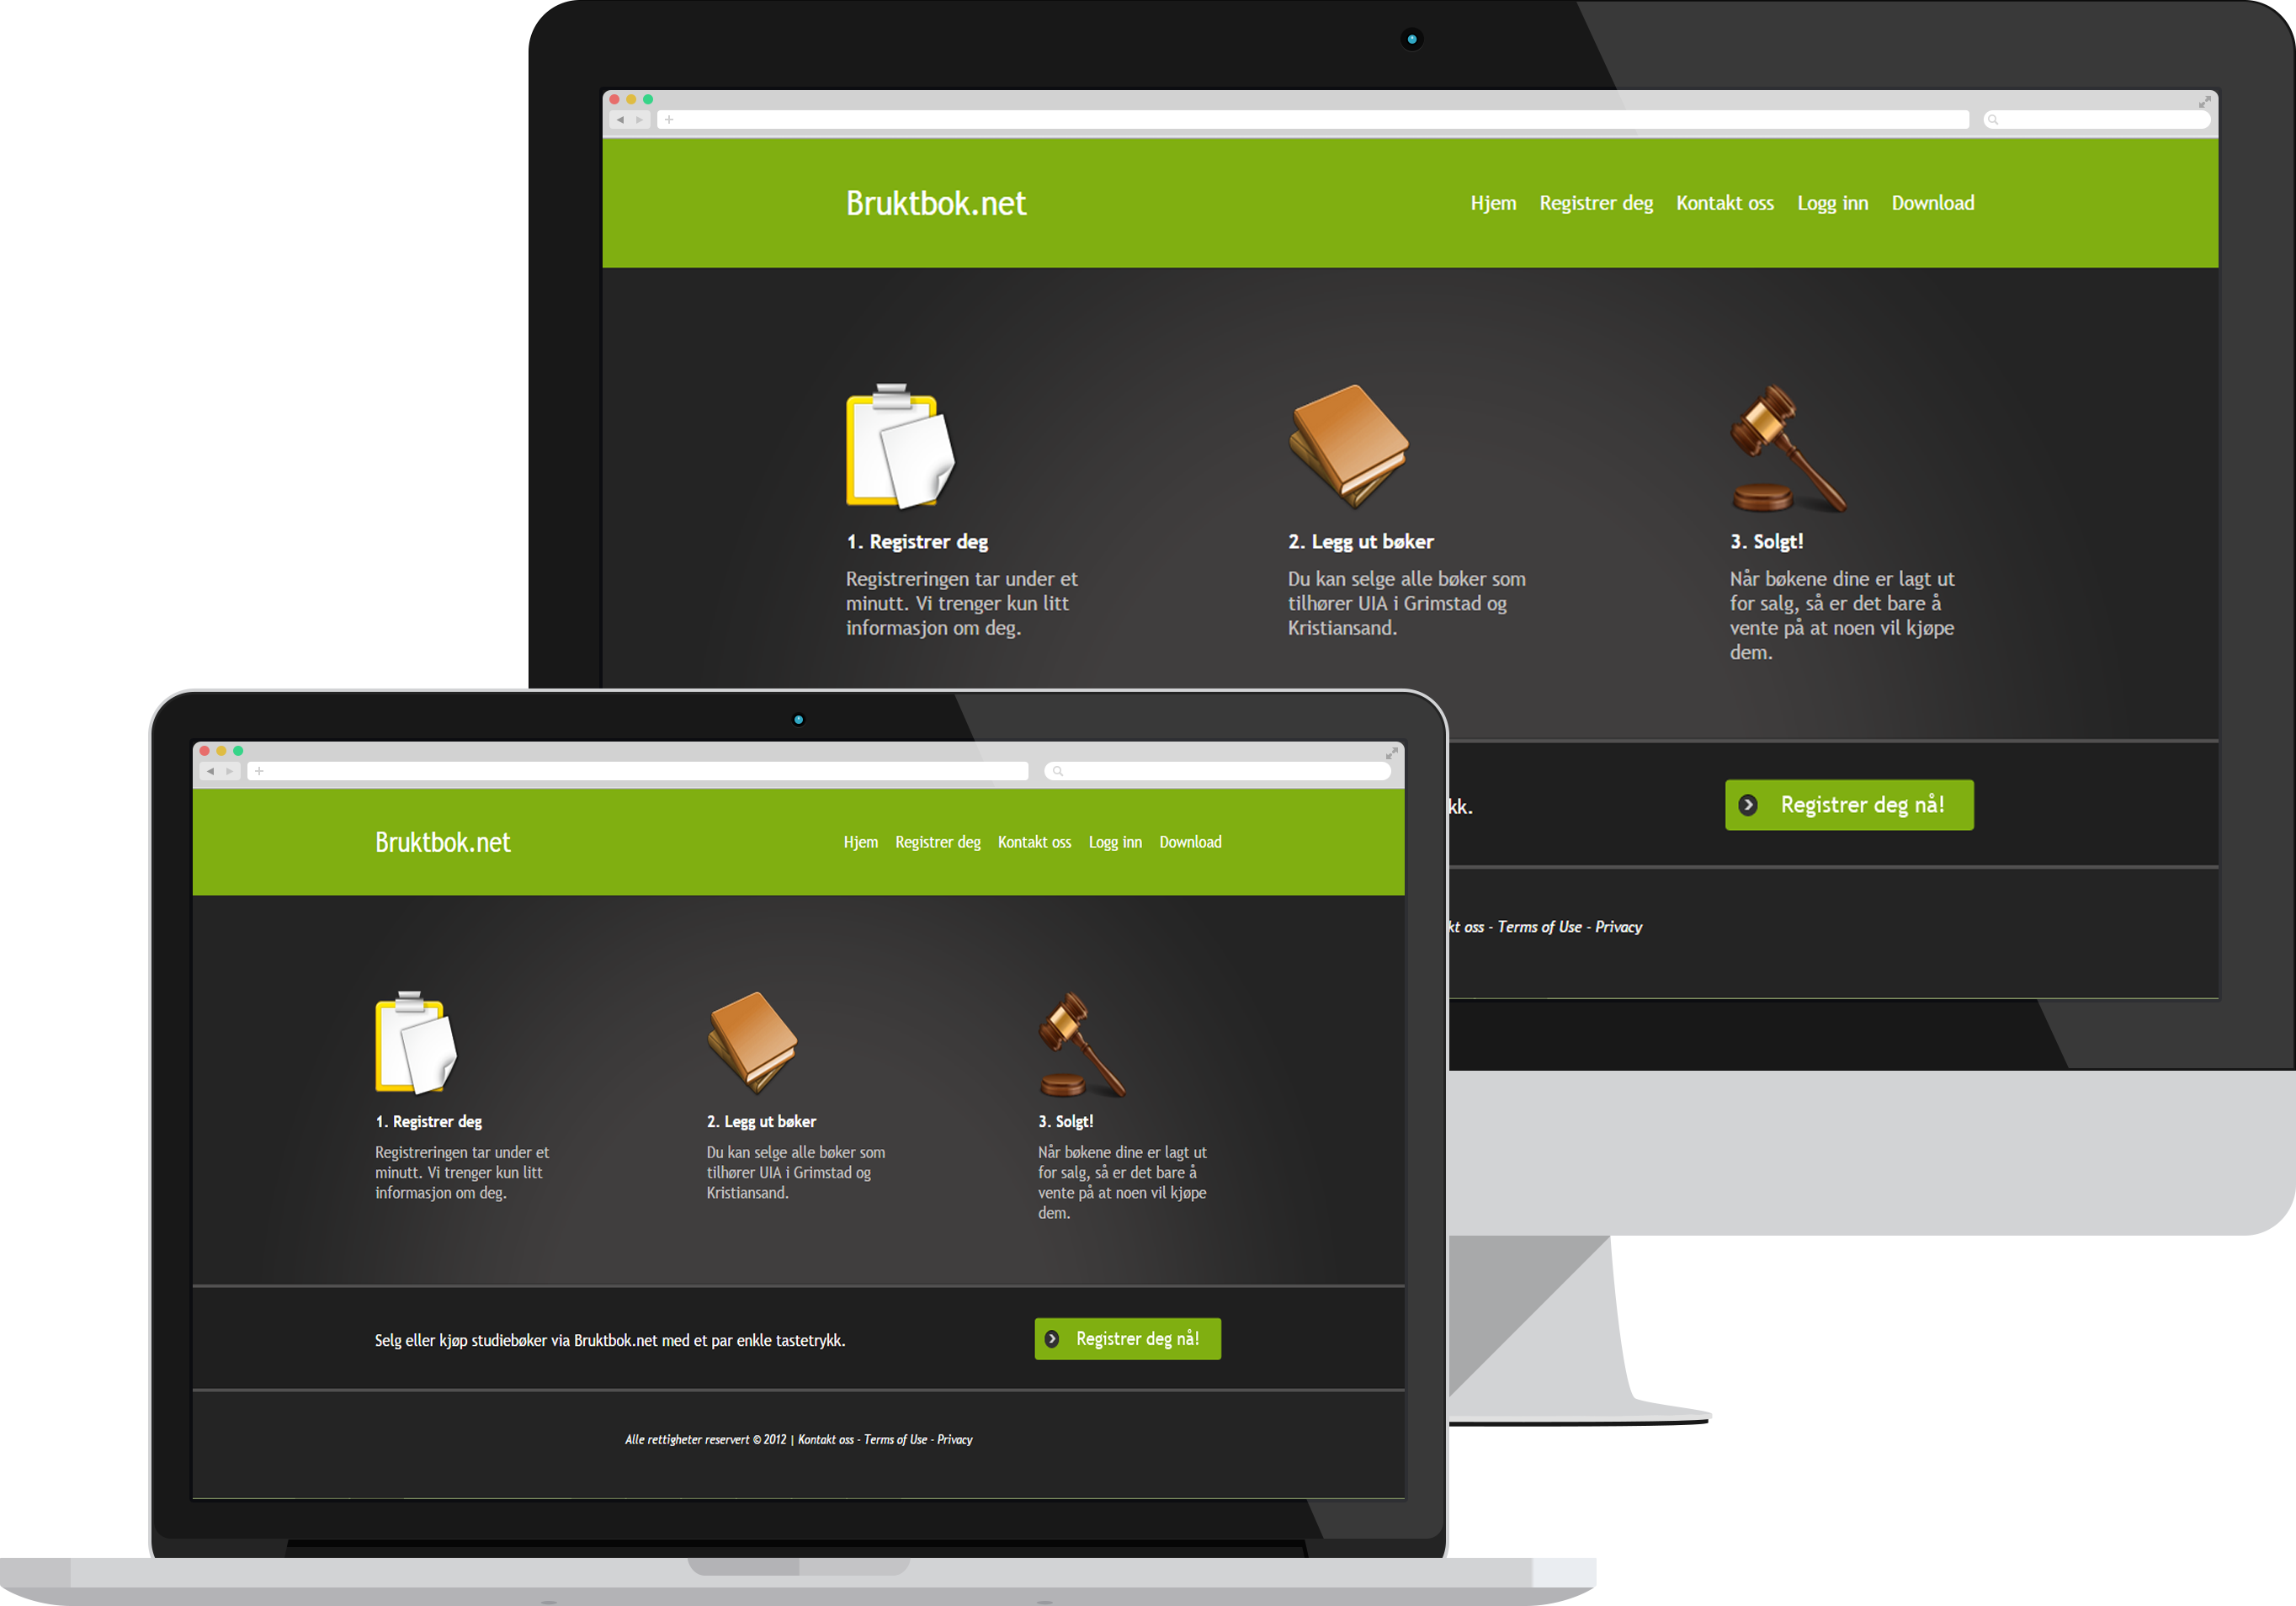 Bruktbok.net
Hjem Registrer deg Kontakt oss Logg inn Download
1. Registrer deg
Registreringen tar under et
minutt. Vi trenger kun litt
informasjon om deg.
2. Legg ut bøker
Du kan selge alle bøker som
tilhører UIA i Grimstad og
Kristiansand.
3. Solgt!
Når bøkene dine er lagt ut
for salg, så er det bare å
vente på at noen vil kjøpe
dem.
kk.
Registrer deg nå!
kt oss - Terms of Use - Privacy
Bruktbok.net
Hjem Registrer deg Kontakt oss Logg inn Download
1. Registrer deg
Registreringen tar under et
minutt. Vi trenger kun litt
informasjon om deg.
2. Legg ut bøker
Du kan selge alle bøker som
tilhører UIA i Grimstad og
Kristiansand.
3. Solgt!
Når bøkene dine er lagt ut
for salg, så er det bare å
vente på at noen vil kjøpe
dem.
Selg eller kjøp studiebøker via Bruktbok.net med et par enkle tastetrykk.
Registrer deg nå!
Alle rettigheter reservert © 2012 | Kontakt oss - Terms of Use - Privacy